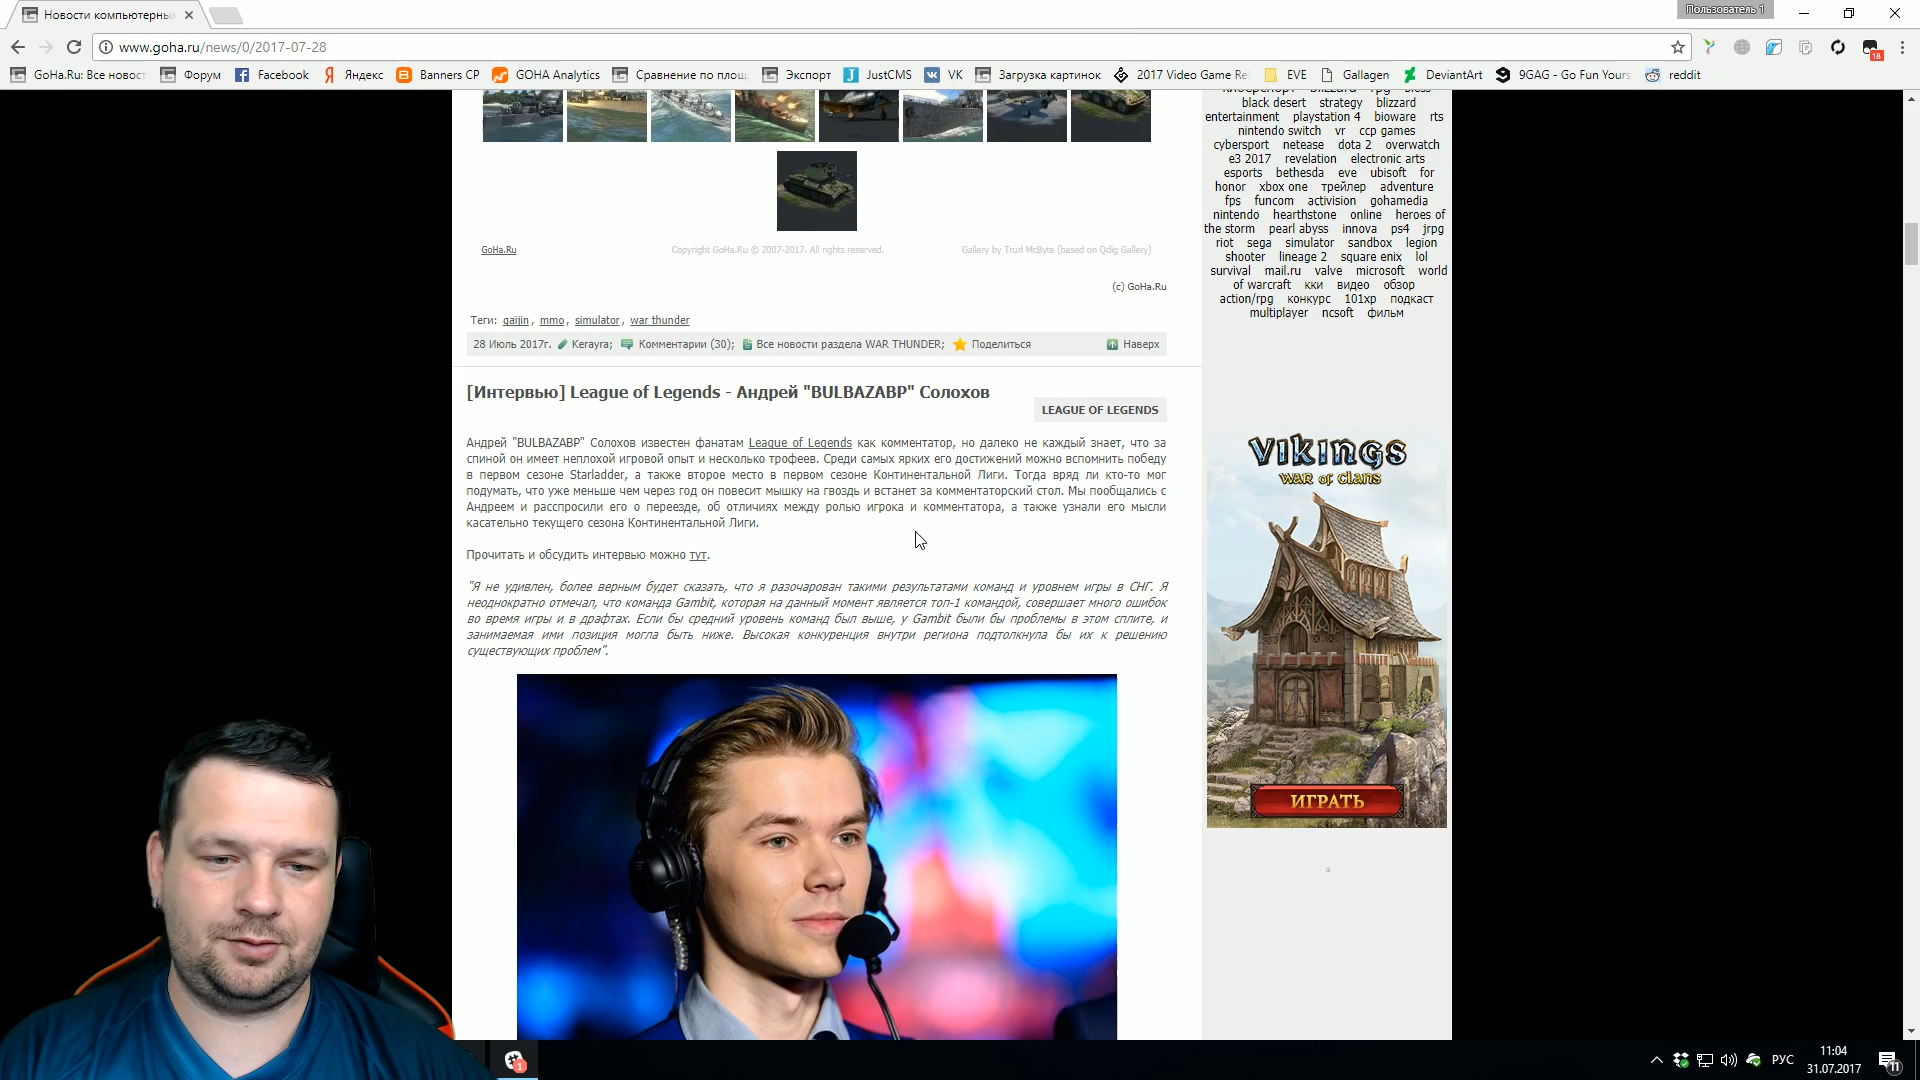 Новости компьютерны
Пользователь 1
www.goha.ru/news/0/2017-07-28
18
GoHa.Ru: Все новост
Форум
Facebook
Яндекс
Banners CP
GOHA Analytics
Сравнение по площ
Экспорт
JustCMS
VK
Загрузка картинок
2017 Video Game Re
EVE
Gallagen
DeviantArt
9GAG - Go Fun Yours
reddit
GoHa.Ru
Copyright GoHa.Ru © 2007-2017. All rights reserved.
Gallery by Trurl McByte (based on Qdig Gallery)
(c) GoHa.Ru
Теги: gaijin, mmo, simulator, war thunder
28 Июль 2017г. Kerayra; Комментарии (30); Все новости раздела WAR THUNDER; Поделиться Наверх
[Интервью] League of Legends - Андрей "BULBAZABP" Солохов
LEAGUE OF LEGENDS
Андрей "BULBAZABP" Солохов известен фанатам League of Legends как комментатор, но далеко не каждый знает, что за
спиной он имеет неплохой игровой опыт и несколько трофеев. Среди самых ярких его достижений можно вспомнить победу
в первом сезоне Starladder, а также второе место в первом сезоне Континентальной Лиги. Тогда вряд ли кто-то мог
подумать, что уже меньше чем через год он повесит мышку на гвоздь и встанет за комментаторский стол. Мы пообщались с
Андреем и расспросили его о переезде, об отличиях между ролью игрока и комментатора, а также узнали его мысли
касательно текущего сезона Континентальной Лиги.
Прочитать и обсудить интервью можно тут.
"Я не удивлен, более верным будет сказать, что я разочарован такими результатами команд и уровнем игры в СНГ. Я
неоднократно отмечал, что команда Gambit, которая на данный момент является топ-1 командой, совершает много ошибок
во время игры и в драфтах. Если бы средний уровень команд был выше, у Gambit были бы проблемы в этом сплите, и
занимаемая ими позиция могла быть ниже. Высокая конкуренция внутри региона подтолкнула бы их к решению
существующих проблем".
киберспорт blizzard rpg bless
black desert strategy blizzard
entertainment playstation 4 bioware rts
nintendo switch vr ccp games
cybersport netease dota 2 overwatch
e3 2017 revelation electronic arts
esports bethesda eve ubisoft for
honor xbox one трейлер adventure
fps funcom activision gohamedia
nintendo hearthstone online heroes of
the storm pearl abyss innova ps4 jrpg
riot sega simulator sandbox legion
shooter lineage 2 square enix lol
survival mail.ru valve microsoft world
of warcraft кки видео обзор
action/rpg конкурс 101xp подкаст
multiplayer ncsoft фильм
VIKINGS
WAR OF CLANS
ИГРАТЬ
1
РУС
11:04
31.07.2017
11